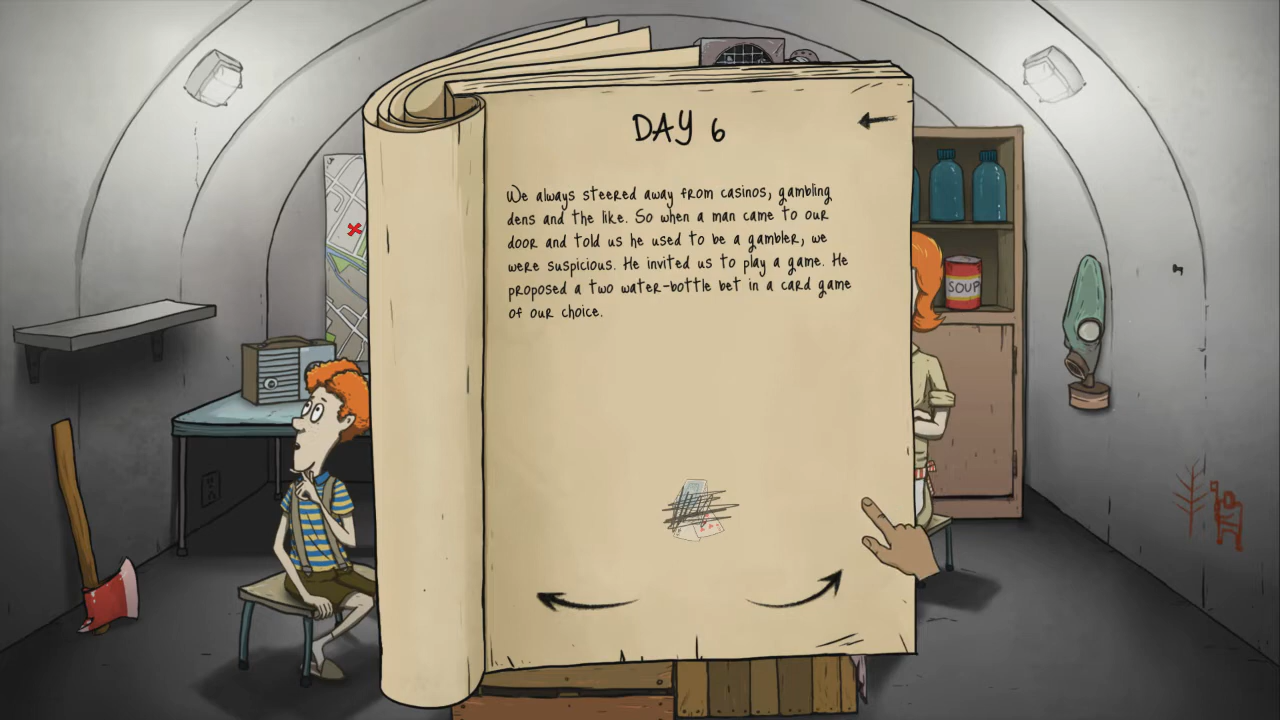 DAY 6
We always steered away from casinos, gambling
dens and the like. So when a man came to our
door and told us he used to be a gambler, we
were suspicious. He invited us to play a game. He
proposed a two water-bottle bet in a card game
of our choice.
SOUP